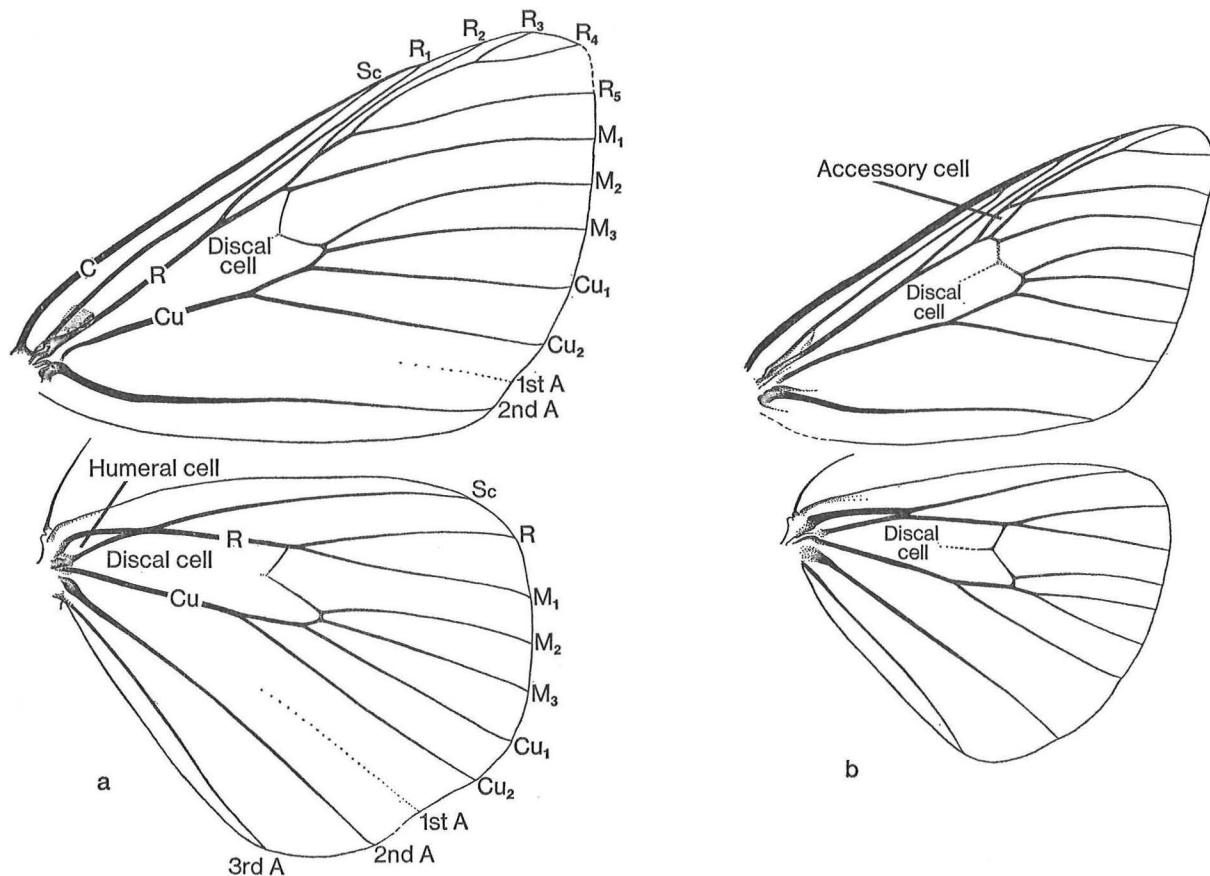 Sc
R₁
R₂
R₃
R₄
R₅
M₁
M₂
M₃
Cu₁
Cu₂
1st A
2nd A
C
R
Cu
Discal
cell
Humeral cell
Discal cell
R
Cu
Sc
R
M₁
M₂
M₃
Cu₁
Cu₂
1st A
2nd A
3rd A
a
Accessory cell
Discal
cell
Discal
cell
b